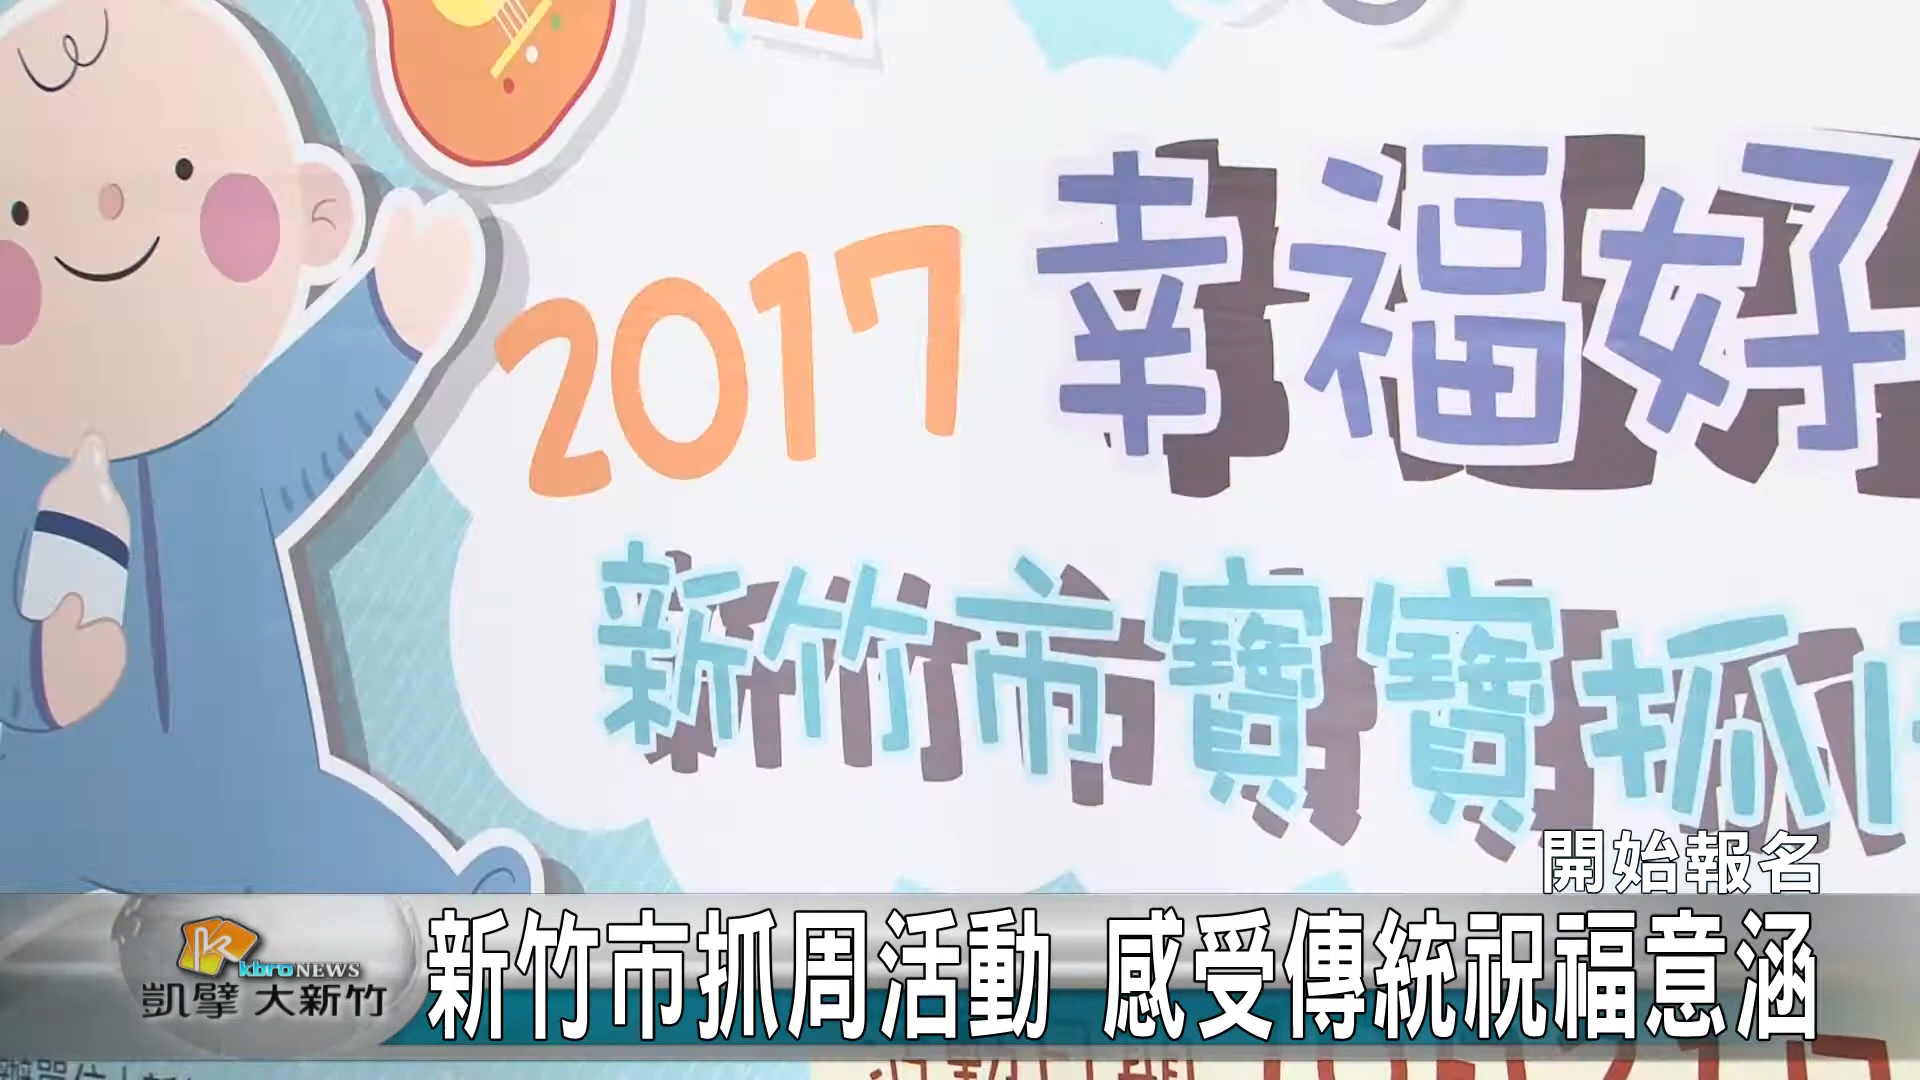 2017 幸福好
新竹市寶寶抓
開始報名
kbro NEWS
凱擘 大新竹
新竹市抓周活動 感受傳統祝福意涵